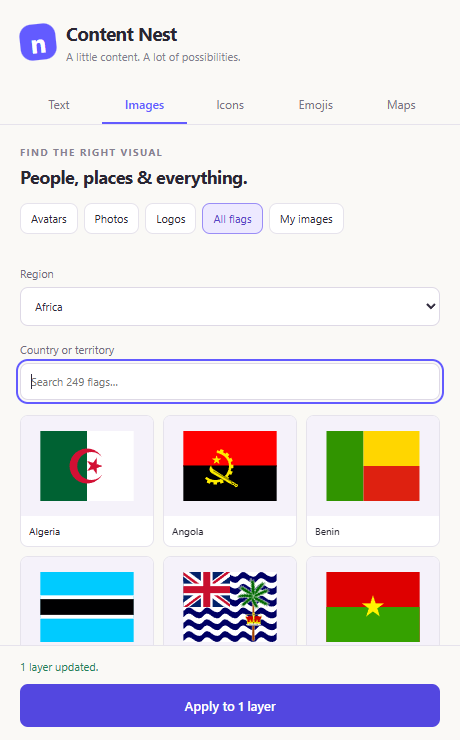 n
Content Nest
A little content. A lot of possibilities.
Text Images Icons Emojis Maps
FIND THE RIGHT VISUAL
People, places & everything.
Avatars Photos Logos All flags My images
Region
Africa
Country or territory
Search 249 flags...
Algeria Angola Benin
1 layer updated.
Apply to 1 layer